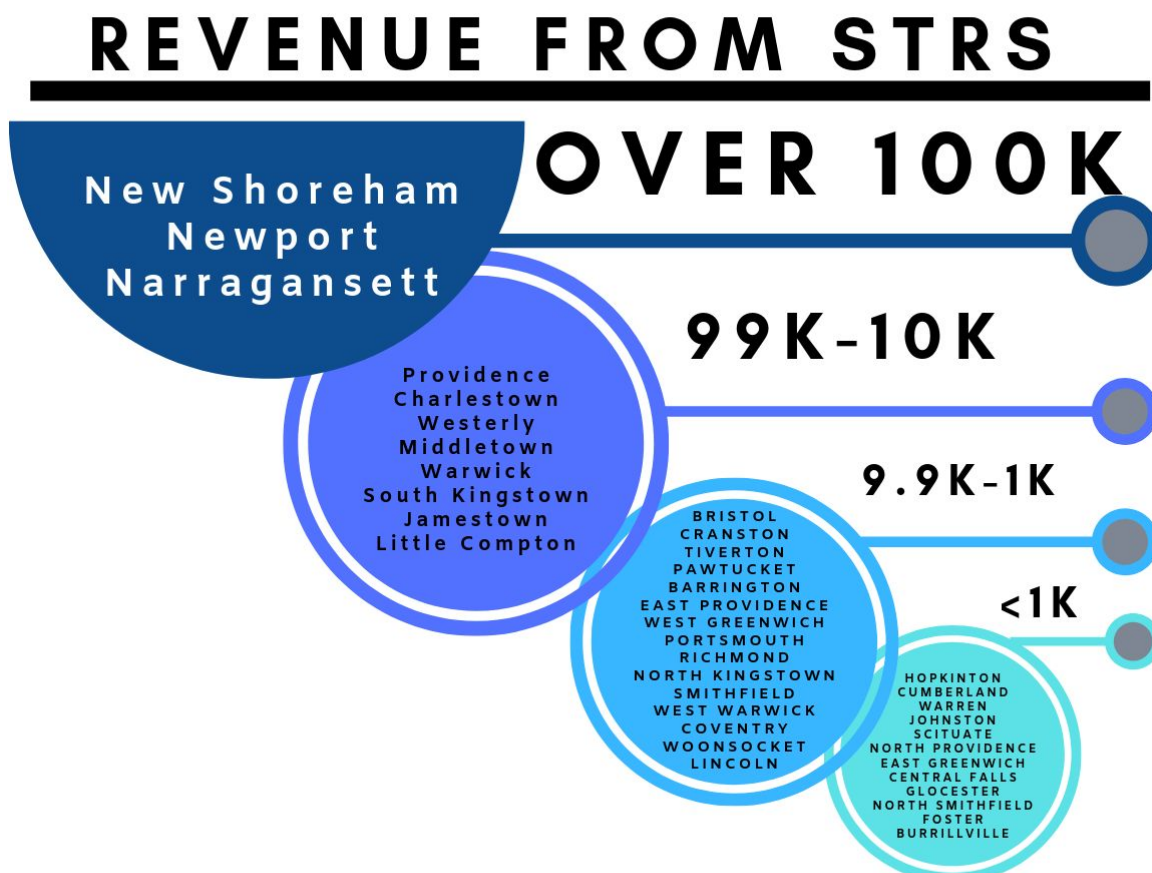 REVENUE FROM STRS
OVER 100K
New Shoreham
Newport
Narragansett
99K-10K
Providence
Charlestown
Westerly
Middletown
Warwick
South Kingstown
Jamestown
Little Compton
9.9K-1K
BRISTOL
CRANSTON
TIVERTON
PAWTUCKET
BARRINGTON
EAST PROVIDENCE
WEST GREENWICH
PORTSMOUTH
RICHMOND
NORTH KINGSTOWN
SMITHFIELD
WEST WARWICK
COVENTRY
WOONSOCKET
LINCOLN
<1K
HOPKINTON
CUMBERLAND
WARREN
JOHNSTON
SCITUATE
NORTH PROVIDENCE
EAST GREENWICH
CENTRAL FALLS
GLOCESTER
NORTH SMITHFIELD
FOSTER
BURRILLVILLE